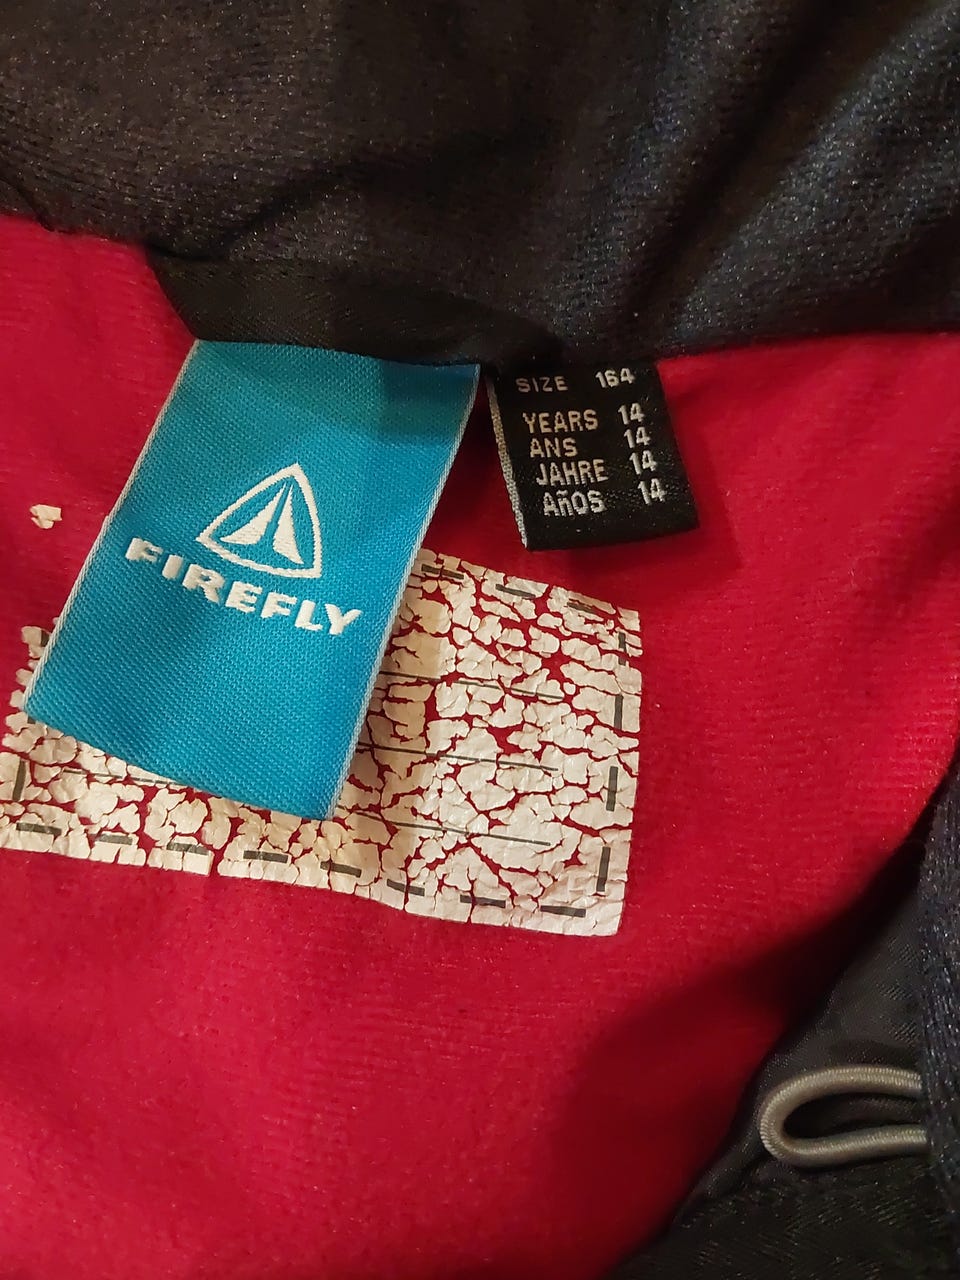 FIREFLY
SIZE 164
YEARS 14
ANS 14
JAHRE 14
AñOS 14